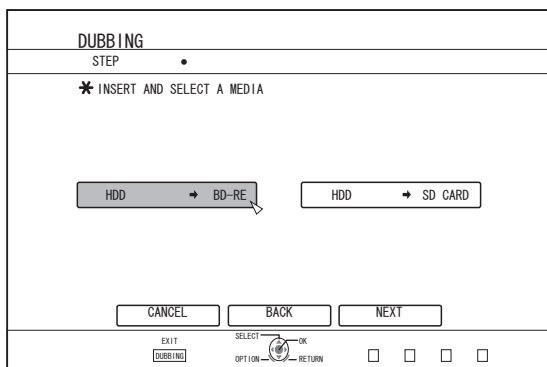 DUBBING
STEP
✱ INSERT AND SELECT A MEDIA
HDD ➡ BD-RE
HDD ➡ SD CARD
CANCEL
BACK
NEXT
EXIT
DUBBING
SELECT
OK
OPTION
RETURN